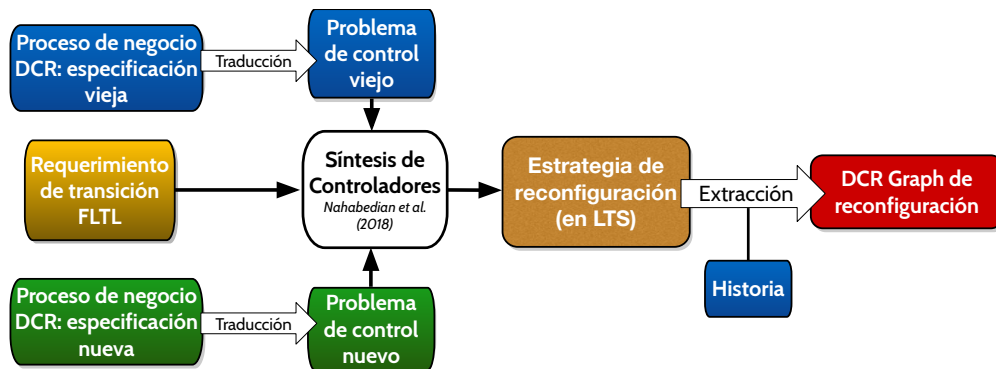 Proceso de negocio
DCR: especificación
vieja
Traducción
Problema
de control
viejo
Requerimiento
de transición
FLTL
Síntesis de
Controladores
Nahabedian et al.
(2018)
Estrategia de
reconfiguración
(en LTS)
Extracción
DCR Graph de
reconfiguración
Historia
Proceso de negocio
DCR: especificación
nueva
Traducción
Problema
de control
nuevo